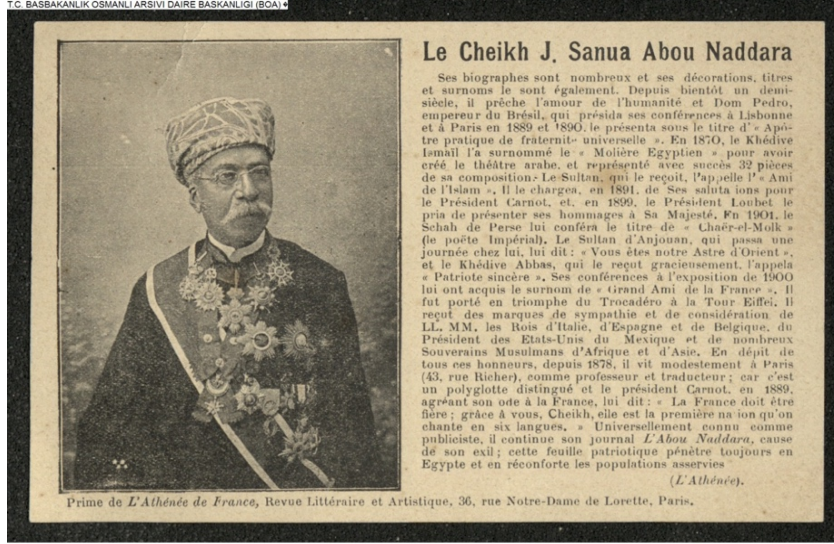 T.C. BASBAKANLIK OSMANLI ARSIVI DAIRE BASKANLIGI (BOA)
Le Cheikh J. Sanua Abou Naddara
Ses biographes sont nombreux et ses décorations, titres
et surnoms le sont également. Depuis bientôt un demi-
siècle, il prêche l'amour de l'humanité et Dom Pedro,
empereur du Brésil, qui présida ses conférences à Lisbonne
et à Paris en 1889 et 1890, le présenta sous le titre d'« Apô-
tre pratique de fraternité universelle ». En 1870, le Khédive
Ismaïl l'a surnommé le « Molière Egyptien » pour avoir
créé le théâtre arabe, et représenté avec succès 32 pièces
de sa composition. Le Sultan, qui le reçoit, l'appelle l'« Ami
de l'Islam ». Il le chargea, en 1891, de Ses saluta ions pour
le Président Carnot, et, en 1899, le Président Loubet le
pria de présenter ses hommages à Sa Majesté. En 1901, le
Schah de Perse lui conféra le titre de « Chaër-el-Molk »
(le poëte Impérial). Le Sultan d'Anjouan, qui passa une
journée chez lui, lui dit : « Vous êtes notre Astre d'Orient »,
et le Khédive Abbas, qui le reçut gracieusement, l'appela
« Patriote sincère ». Ses conférences à l'exposition de 1900
lui ont acquis le surnom de « Grand Ami de la France ». Il
fut porté en triomphe du Trocadéro à la Tour Eiffel. Il
reçut des marques de sympathie et de considération de
LL. MM. les Rois d'Italie, d'Espagne et de Belgique, du
Président des Etats-Unis du Mexique et de nombreux
Souverains Musulmans d'Afrique et d'Asie. En dépit de
tous ces honneurs, depuis 1878, il vit modestement à Paris
(43, rue Richer), comme professeur et traducteur ; car c'est
un polyglotte distingué et le président Carnot, en 1889,
agréant son ode à la France, lui dit : « La France doit être
fière ; grâce à vous, Cheikh, elle est la première na ion qu'on
chante en six langues. » Universellement connu comme
publiciste, il continue son journal L'Abou Naddara, cause
de son exil ; cette feuille patriotique pénètre toujours en
Egypte et en réconforte les populations asservies
(L'Athénée).
Prime de L'Athénée de France, Revue Littéraire et Artistique, 36, rue Notre-Dame de Lorette, Paris.